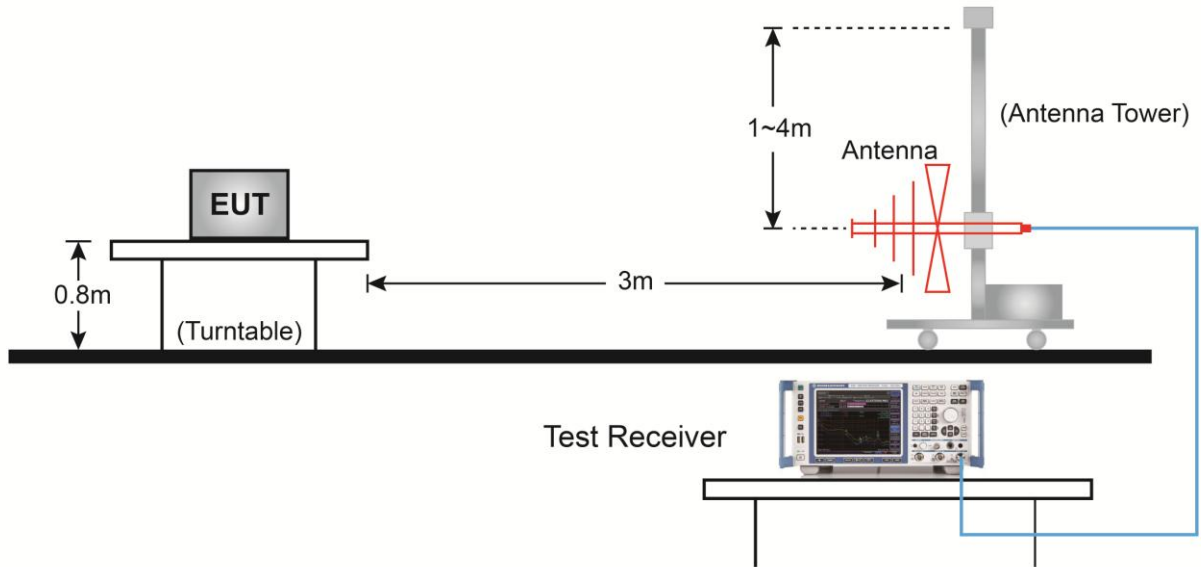 1~4m
(Antenna Tower)
Antenna
EUT
3m
0.8m
(Turntable)
Test Receiver